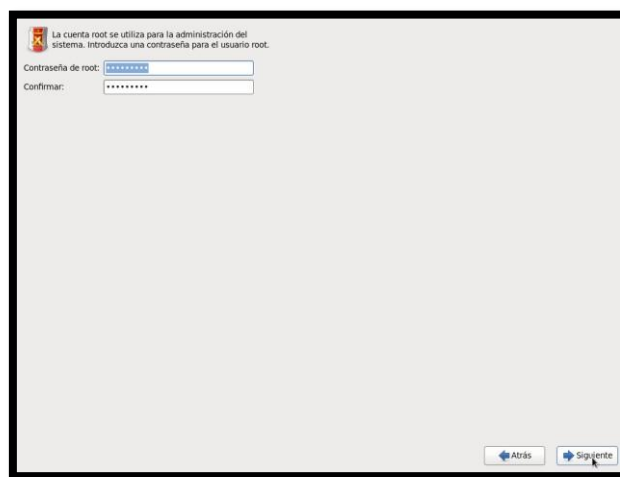 La cuenta root se utiliza para la administración del
sistema. Introduzca una contraseña para el usuario root.
Contraseña de root: •••••••••
Confirmar: •••••••••
Atrás Siguiente